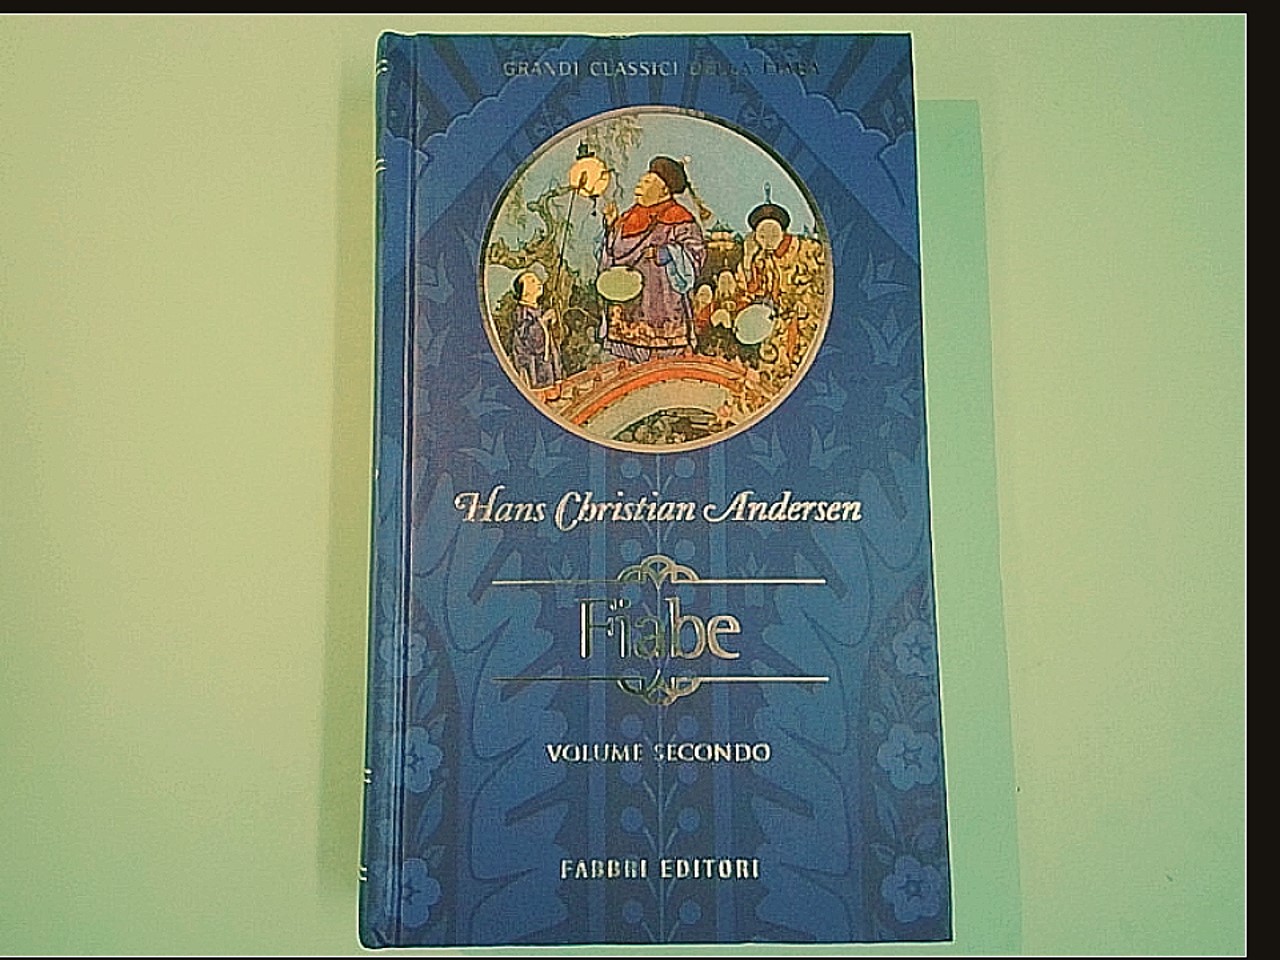 I GRANDI CLASSICI DELLA FIABA
Hans Christian Andersen
Fiabe
VOLUME SECONDO
FABBRI EDITORI